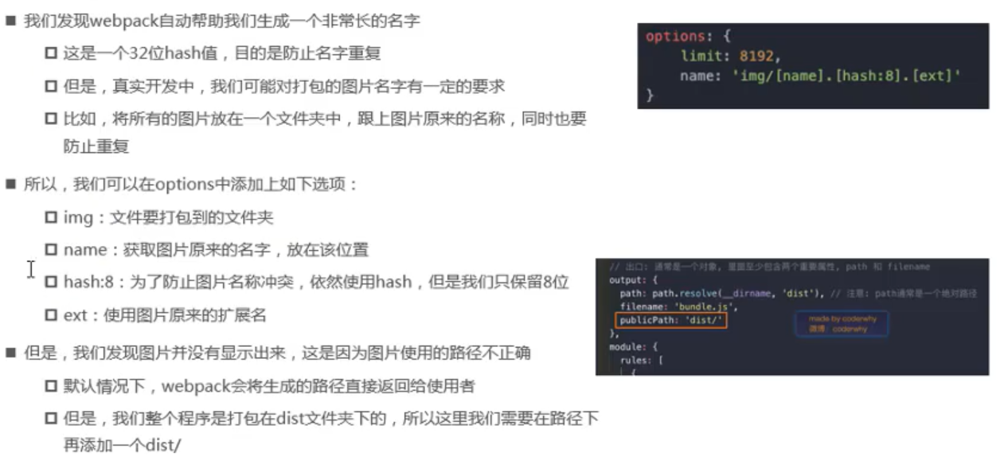 ■ 我们发现webpack自动帮助我们生成一个非常长的名字
□ 这是一个32位hash值，目的是防止名字重复
□ 但是，真实开发中，我们可能对打包的图片名字有一定的要求
□ 比如，将所有的图片放在一个文件夹中，跟上图片原来的名称，同时也要
防止重复
options: {
limit: 8192,
name: 'img/[name].[hash:8].[ext]'
}
■ 所以，我们可以在options中添加上如下选项：
□ img：文件要打包到的文件夹
□ name：获取图片原来的名字，放在该位置
□ hash:8：为了防止图片名称冲突，依然使用hash，但是我们只保留8位
□ ext：使用图片原来的扩展名
■ 但是，我们发现图片并没有显示出来，这是因为图片使用的路径不正确
□ 默认情况下，webpack会将生成的路径直接返回给使用者
□ 但是，我们整个程序是打包在dist文件夹下的，所以这里我们需要在路径下
再添加一个dist/
// 出口: 通常是一个对象, 里面至少包含两个重要属性, path 和 filename
output: {
path: path.resolve(__dirname, 'dist'), // 注意: path通常是一个绝对路径
filename: 'bundle.js',
publicPath: 'dist/'
},
module: {
rules: [
{
made by coderwhy
微博: coderwhy